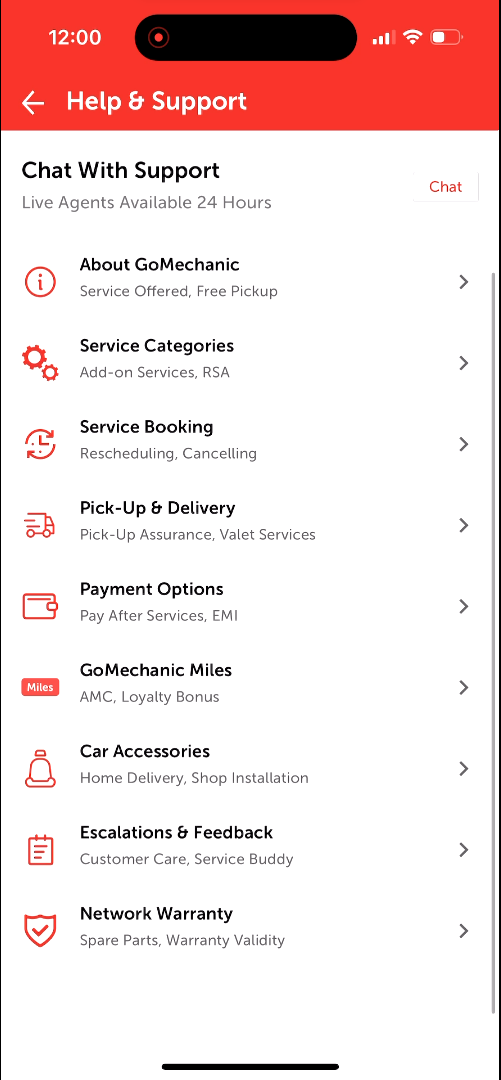 12:00
Help & Support
Chat With Support
Live Agents Available 24 Hours
Chat
About GoMechanic
Service Offered, Free Pickup
Service Categories
Add-on Services, RSA
Service Booking
Rescheduling, Cancelling
Pick-Up & Delivery
Pick-Up Assurance, Valet Services
Payment Options
Pay After Services, EMI
Miles
GoMechanic Miles
AMC, Loyalty Bonus
Car Accessories
Home Delivery, Shop Installation
Escalations & Feedback
Customer Care, Service Buddy
Network Warranty
Spare Parts, Warranty Validity